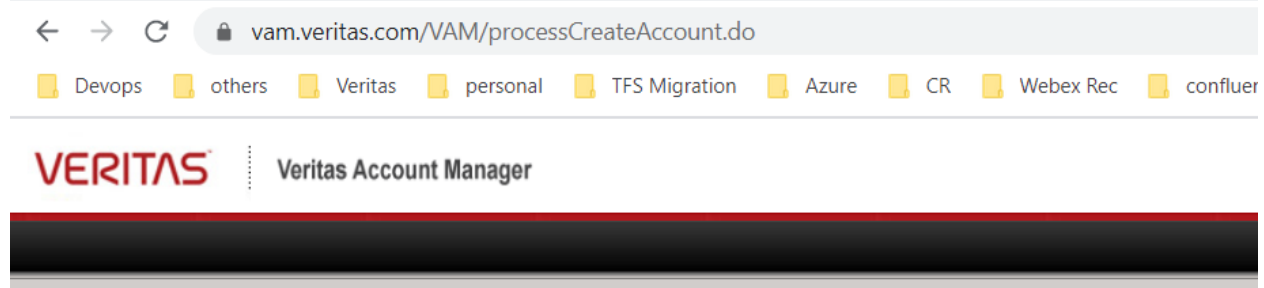 vam.veritas.com/VAM/processCreateAccount.do
Devops others Veritas personal TFS Migration Azure CR Webex Rec confluer
VERITAS Veritas Account Manager